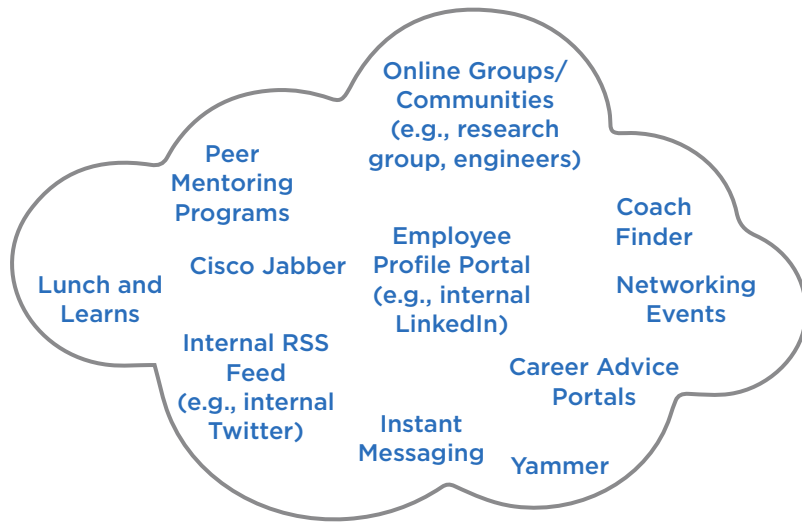 Online Groups/
Communities
(e.g., research
group, engineers)
Peer
Mentoring
Programs
Coach
Finder
Employee
Profile Portal
(e.g., internal
LinkedIn)
Cisco Jabber
Lunch and
Learns
Networking
Events
Internal RSS
Feed
(e.g., internal
Twitter)
Career Advice
Portals
Instant
Messaging
Yammer